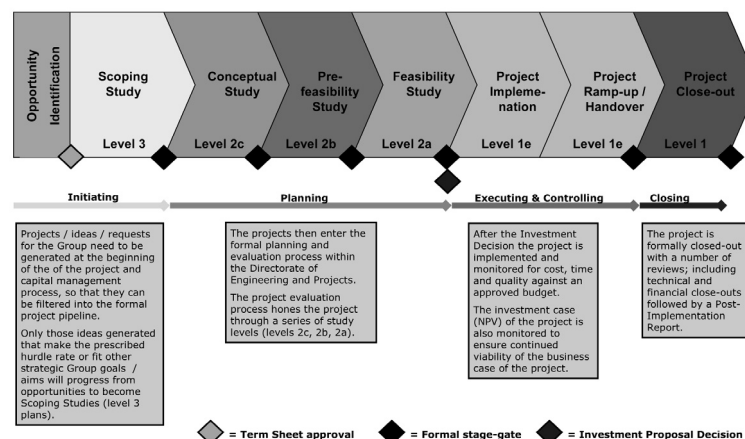 Opportunity
Identification
Scoping
Study
Level 3
Conceptual
Study
Level 2c
Pre-
feasibility
Study
Level 2b
Feasibility
Study
Level 2a
Project
Impleme-
nation
Level 1e
Project
Ramp-up /
Handover
Level 1e
Project
Close-out
Level 1
Initiating
Planning
Executing & Controlling
Closing
Projects / ideas / requests
for the Group need to be
generated at the beginning
of the of the project and
capital management
process, so that they can
be filtered into the formal
project pipeline.
Only those ideas generated
that make the prescribed
hurdle rate or fit other
strategic Group goals /
aims will progress from
opportunities to become
Scoping Studies (level 3
plans).
The projects then enter the
formal planning and
evaluation process within
the Directorate of
Engineering and Projects.
The project evaluation
process hones the project
through a series of study
levels (levels 2c, 2b, 2a).
After the Investment
Decision the project is
implemented and
monitored for cost, time
and quality against an
approved budget.
The investment case
(NPV) of the project is
also monitored to
ensure continued
viability of the business
case of the project.
The project is
formally closed-out
with a number of
reviews; including
technical and
financial close-outs
followed by a Post-
Implementation
Report.
= Term Sheet approval
= Formal stage-gate
= Investment Proposal Decision